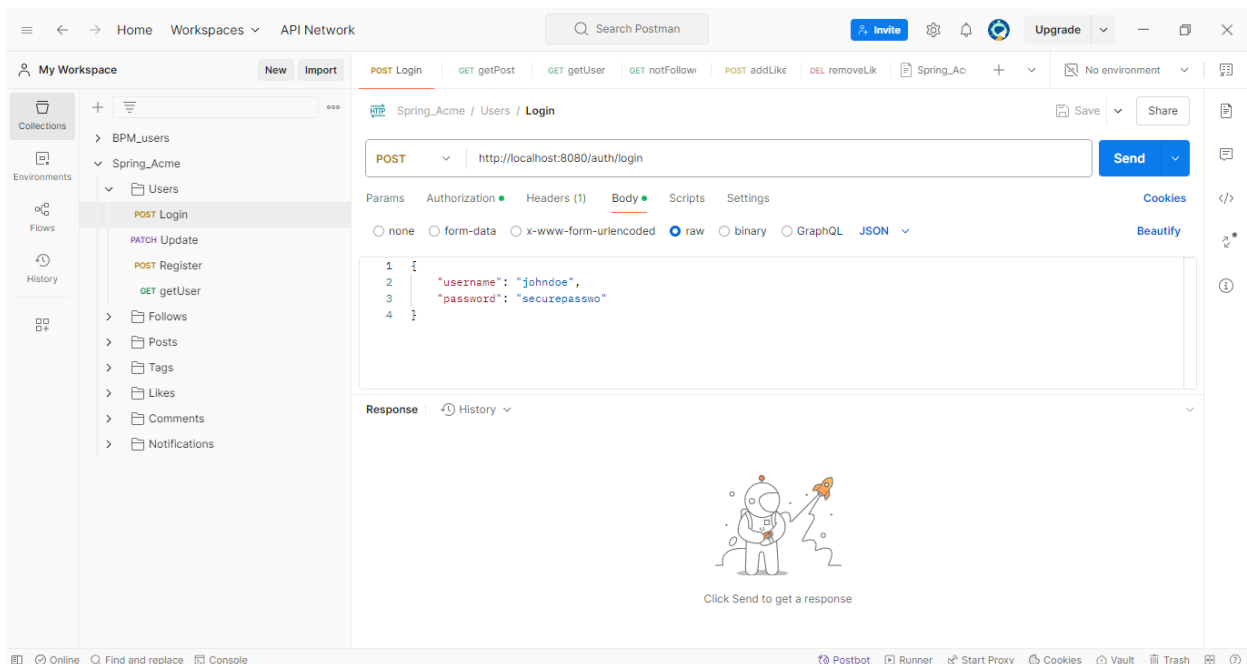 Home Workspaces API Network Search Postman Invite Upgrade
My Workspace New Import POST Login GET getPost GET getUser GET notFollow POST addLike DEL removeLik Spring_Ac No environment
Collections
Environments
Flows
History
BPM_users
Spring_Acme
Users
POST Login
PATCH Update
POST Register
GET getUser
Follows
Posts
Tags
Likes
Comments
Notifications
HTTP Spring_Acme / Users / Login Save Share
POST http://localhost:8080/auth/login Send
Params Authorization Headers (1) Body Scripts Settings Cookies
none form-data x-www-form-urlencoded raw binary GraphQL JSON Beautify
1 {
2 "username": "johndoe",
3 "password": "securepasswo"
4 }
Response History
Click Send to get a response
Online Find and replace Console Postbot Runner Start Proxy Cookies Vault Trash